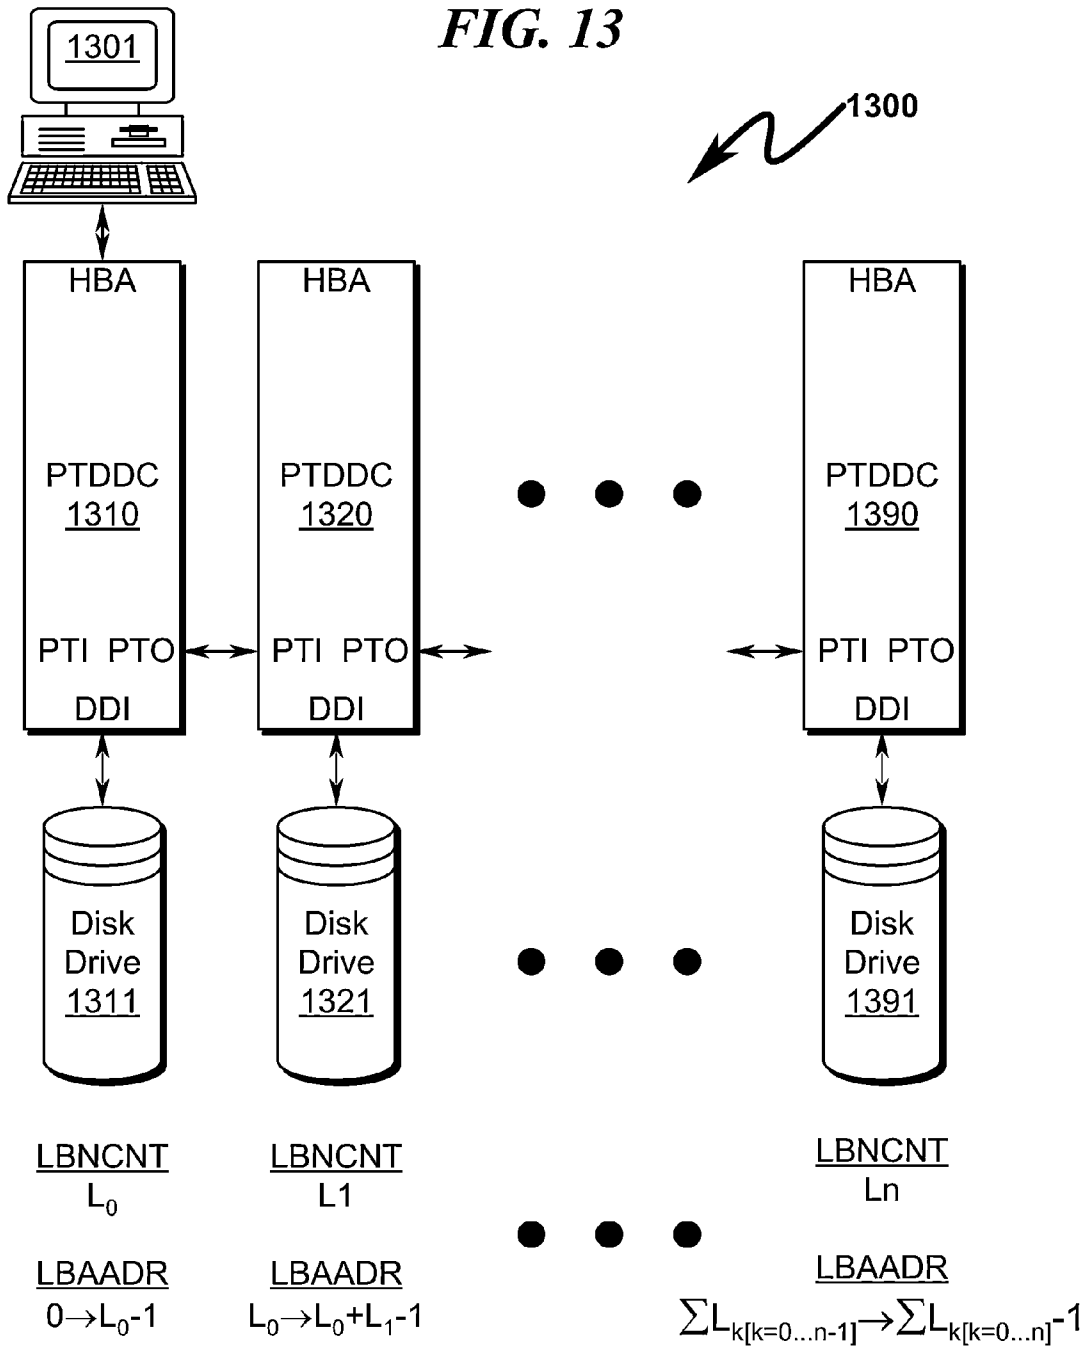 FIG. 13
1301
1300
HBA HBA HBA
PTDDC PTDDC PTDDC
1310 1320 1390
PTI PTO PTI PTO PTI PTO
DDI DDI DDI
Disk Disk Disk
Drive Drive Drive
1311 1321 1391
LBNCNT LBNCNT LBNCNT
L₀ L1 Ln
LBAADR LBAADR LBAADR
0→L₀-1 L₀→L₀+L₁-1 ∑Lk[k=0...n-1]→∑Lk[k=0...n]-1